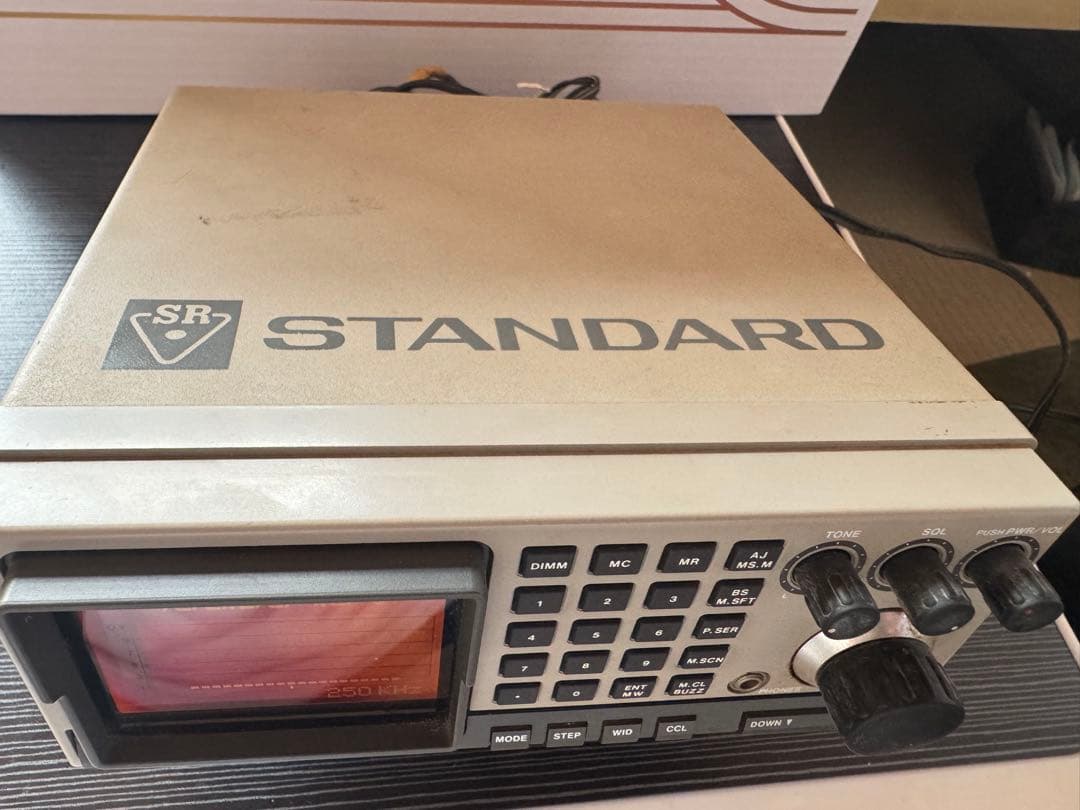 SR STANDARD
TONE SQL PUSH PWR/VOL
DIMM MC MR AJ
MS.M
1 2 3 BS
M.SFT
4 5 6 P.SER
7 8 9 M.SCN
• 0 ENT
MW M.CL
BUZZ
PHONES
250 KHz
MODE STEP WID CCL DOWN ▼